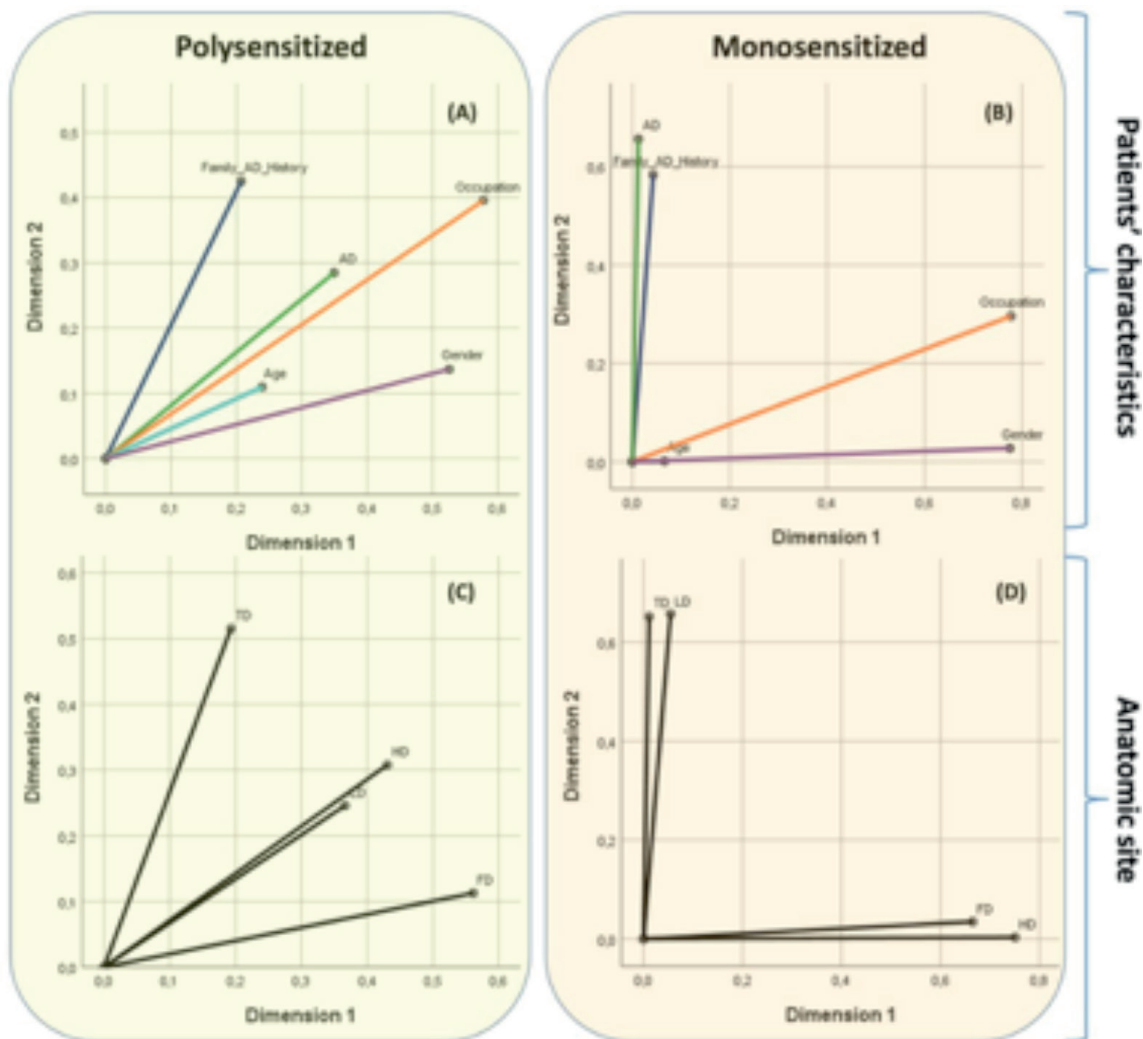 Polysensitized
Monosensitized
(A)
0,5
0,4
0,3
0,2
0,1
0,0
Dimension 2
Family_AD_History
Occupation
AD
Gender
Age
0,0 0,1 0,2 0,3 0,4 0,5 0,6
Dimension 1
(B)
0,6
0,4
0,2
0,0
Dimension 2
AD
Family_AD_History
Occupation
Gender
Age
0,0 0,2 0,4 0,6 0,8
Dimension 1
Patients' characteristics
(C)
0,6
0,5
0,4
0,3
0,2
0,1
0,0
Dimension 2
TD
HD
LD
FD
0,0 0,1 0,2 0,3 0,4 0,5 0,6
Dimension 1
(D)
0,6
0,4
0,2
0,0
Dimension 2
TD LD
FD
HD
0,0 0,2 0,4 0,6 0,8
Dimension 1
Anatomic site